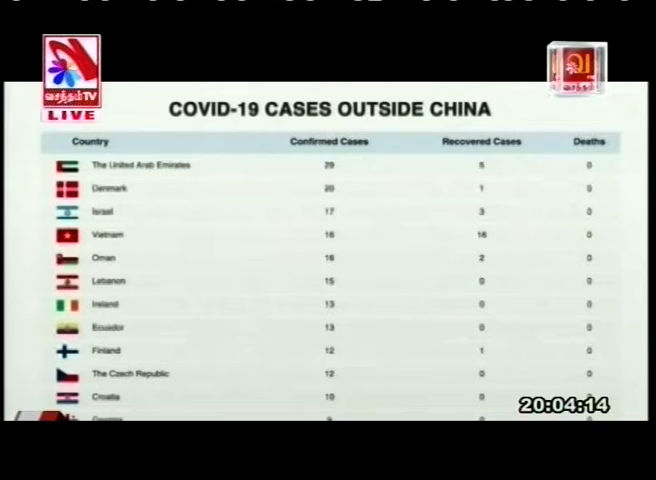 வசந்தம்TV
LIVE
COVID-19 CASES OUTSIDE CHINA
Country Confirmed Cases Recovered Cases Deaths
The United Arab Emirates 29 5 0
Denmark 20 1 0
Israel 17 3 0
Vietnam 16 16 0
Oman 16 2 0
Lebanon 15 0 0
Ireland 13 0 0
Ecuador 13 0 0
Finland 12 1 0
The Czech Republic 12 0 0
Croatia 10 0 0
20:04:14